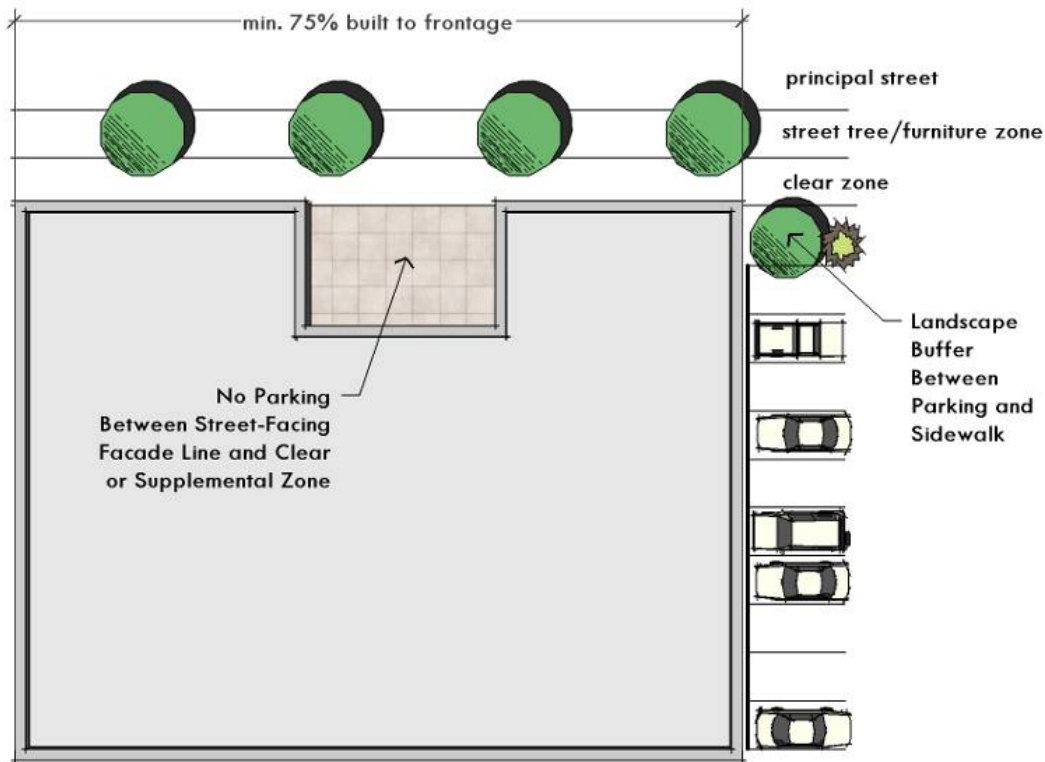 min. 75% built to frontage
principal street
street tree/furniture zone
clear zone
Landscape
Buffer
Between
Parking and
Sidewalk
No Parking
Between Street-Facing
Facade Line and Clear
or Supplemental Zone